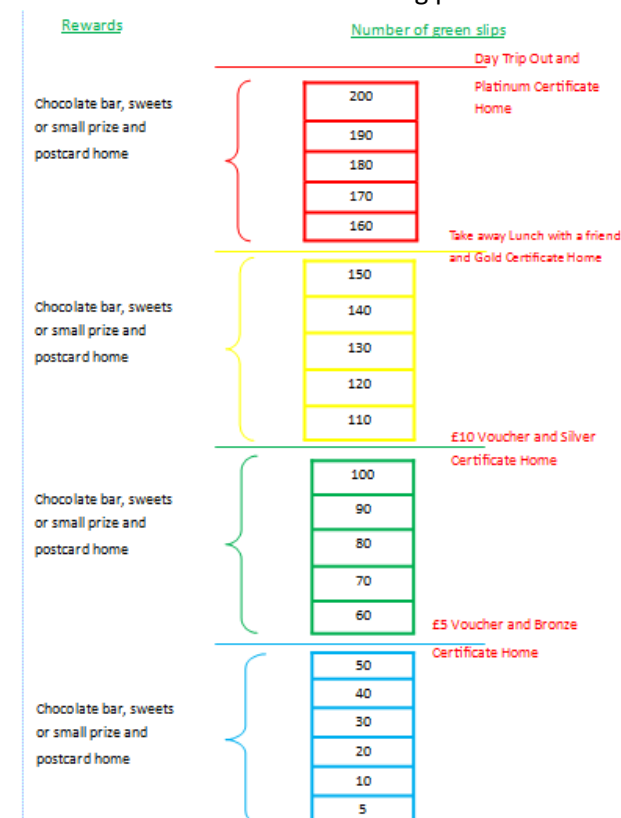 Rewards
Number of green slips
Day Trip Out and
Platinum Certificate
Home
Chocolate bar, sweets
or small prize and
postcard home
200
190
180
170
160
Take away Lunch with a friend
and Gold Certificate Home
Chocolate bar, sweets
or small prize and
postcard home
150
140
130
120
110
£10 Voucher and Silver
Certificate Home
Chocolate bar, sweets
or small prize and
postcard home
100
90
80
70
60
£5 Voucher and Bronze
Certificate Home
Chocolate bar, sweets
or small prize and
postcard home
50
40
30
20
10
5